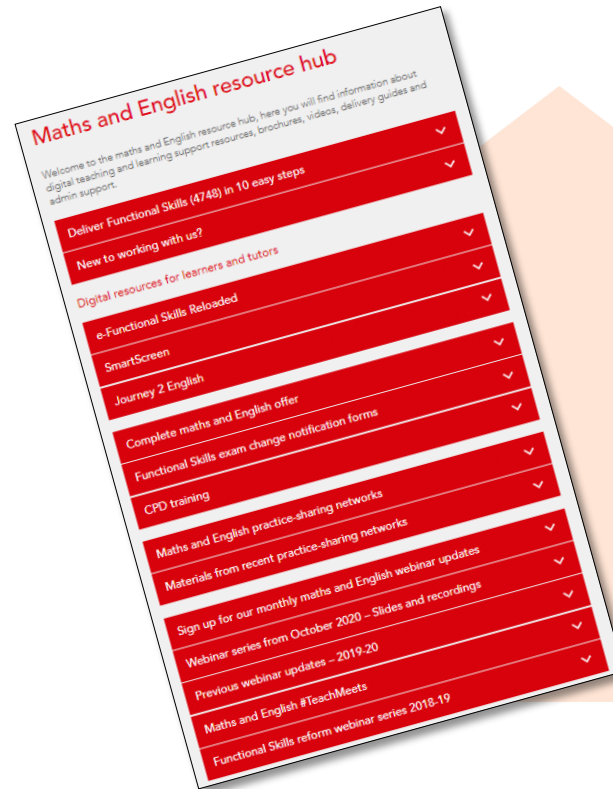 Maths and English resource hub
Welcome to the maths and English resource hub, here you will find information about
digital teaching and learning support resources, brochures, videos, delivery guides and
admin support.
Deliver Functional Skills (4748) in 10 easy steps
New to working with us?
Digital resources for learners and tutors
e-Functional Skills Reloaded
SmartScreen
Journey 2 English
Complete maths and English offer
Functional Skills exam change notification forms
CPD training
Maths and English practice-sharing networks
Materials from recent practice-sharing networks
Sign up for our monthly maths and English webinar updates
Webinar series from October 2020 – Slides and recordings
Previous webinar updates – 2019-20
Maths and English #TeachMeets
Functional Skills reform webinar series 2018-19